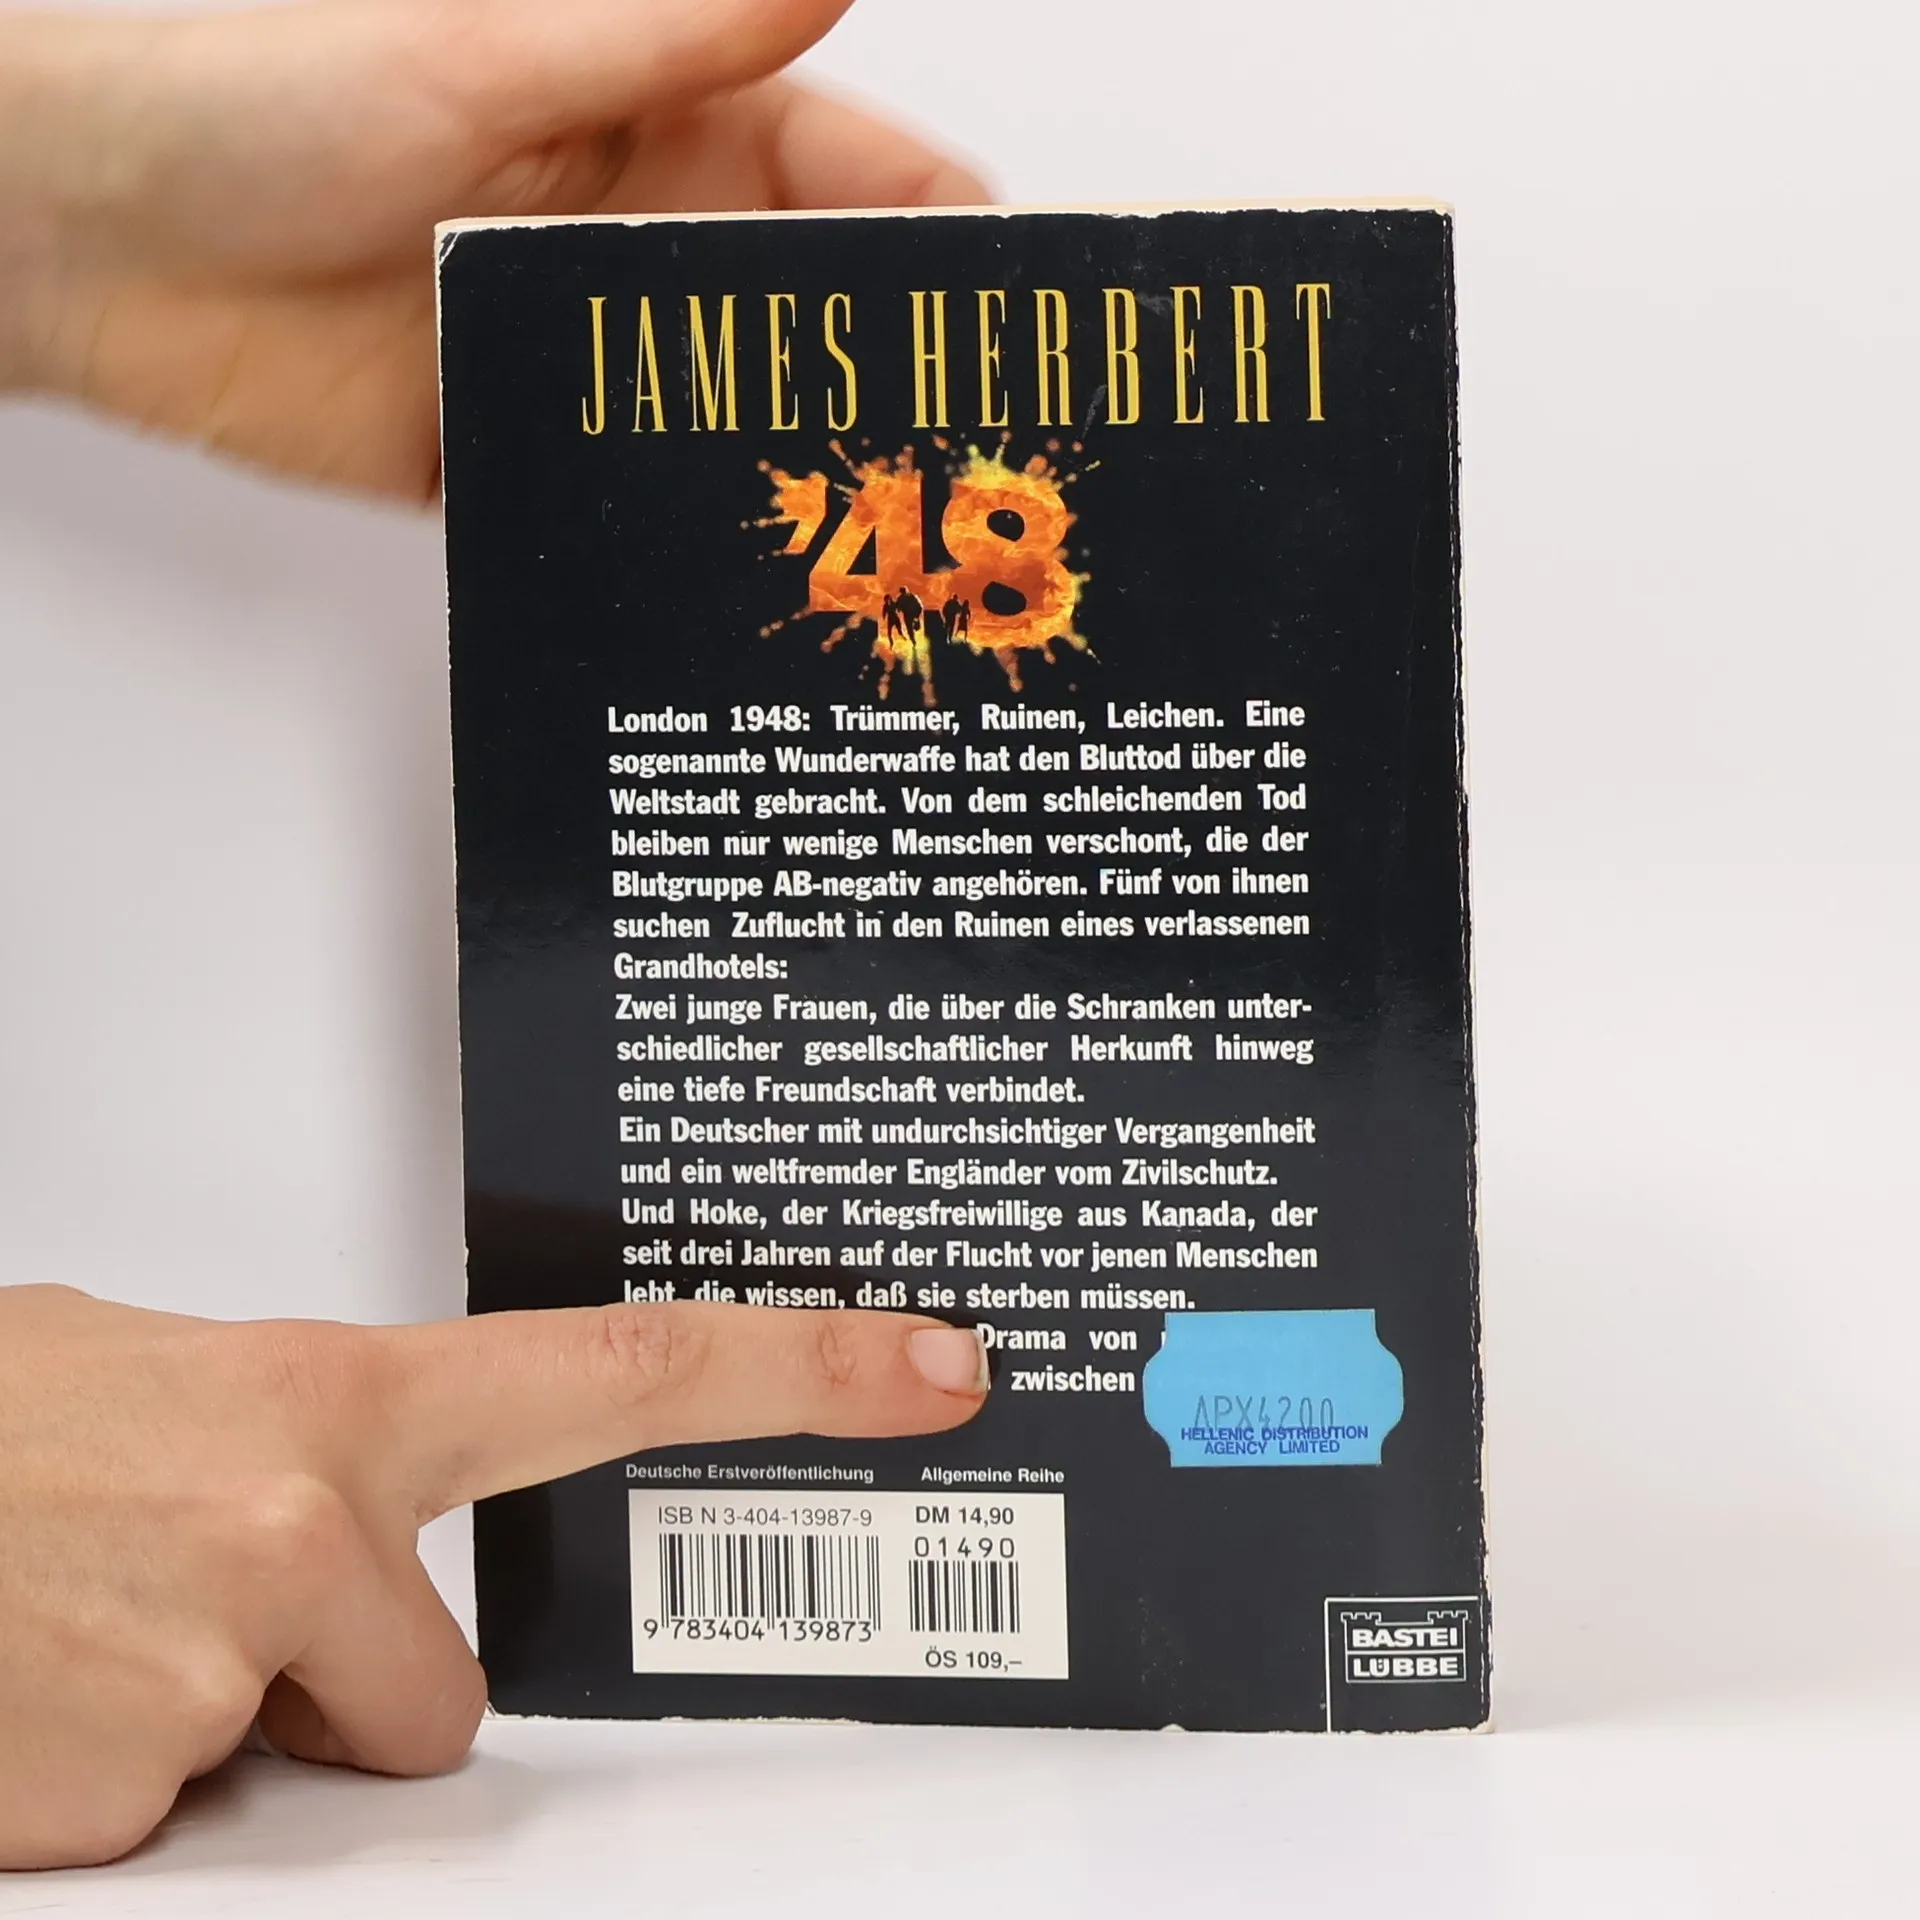 JAMES HERBERT
'48
London 1948: Trümmer, Ruinen, Leichen. Eine
sogenannte Wunderwaffe hat den Bluttod über die
Weltstadt gebracht. Von dem schleichenden Tod
bleiben nur wenige Menschen verschont, die der
Blutgruppe AB-negativ angehören. Fünf von ihnen
suchen Zuflucht in den Ruinen eines verlassenen
Grandhotels:
Zwei junge Frauen, die über die Schranken unter-
schiedlicher gesellschaftlicher Herkunft hinweg
eine tiefe Freundschaft verbindet.
Ein Deutscher mit undurchsichtiger Vergangenheit
und ein weltfremder Engländer vom Zivilschutz.
Und Hoke, der Kriegsfreiwillige aus Kanada, der
seit drei Jahren auf der Flucht vor jenen Menschen
lebt, die wissen, daß sie sterben müssen.
Drama von
zwischen
APX4200
HELLENIC DISTRIBUTION
AGENCY LIMITED
Deutsche Erstveröffentlichung Allgemeine Reihe
ISBN 3-404-13987-9 DM 14,90
01490
9 783404 139873
ÖS 109,–
BASTEI
LÜBBE